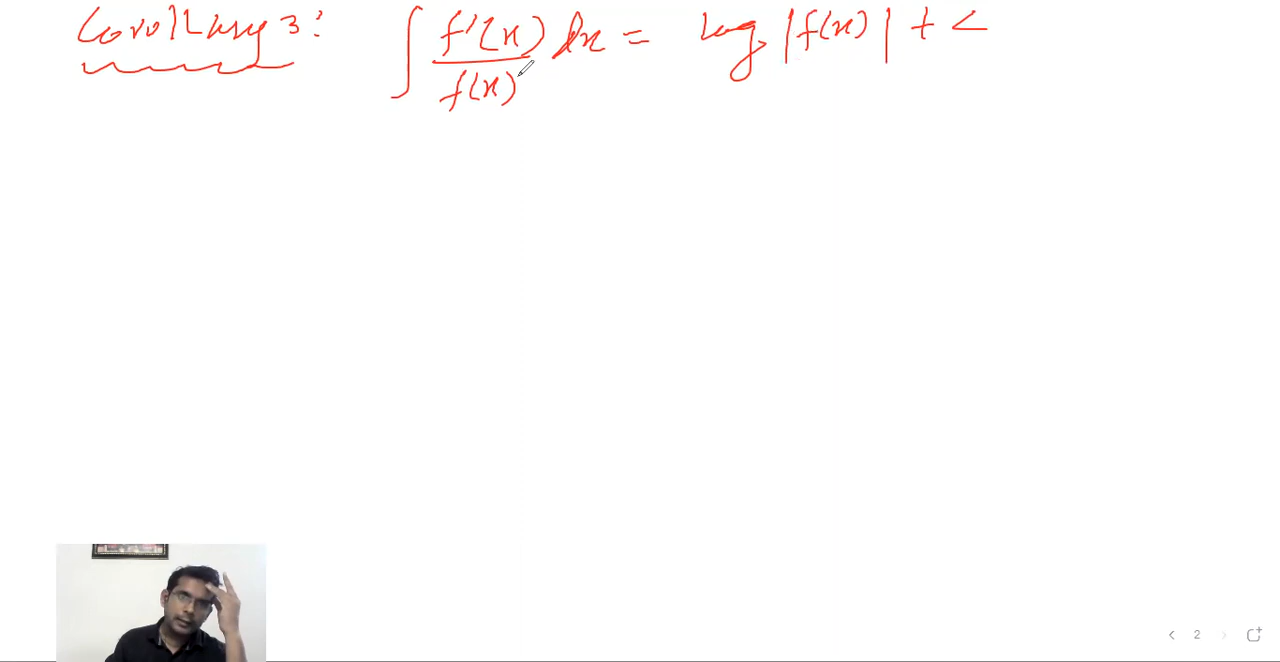 Corollary 3: ∫ f'(x)/f(x) dx = log |f(x)| + c
2